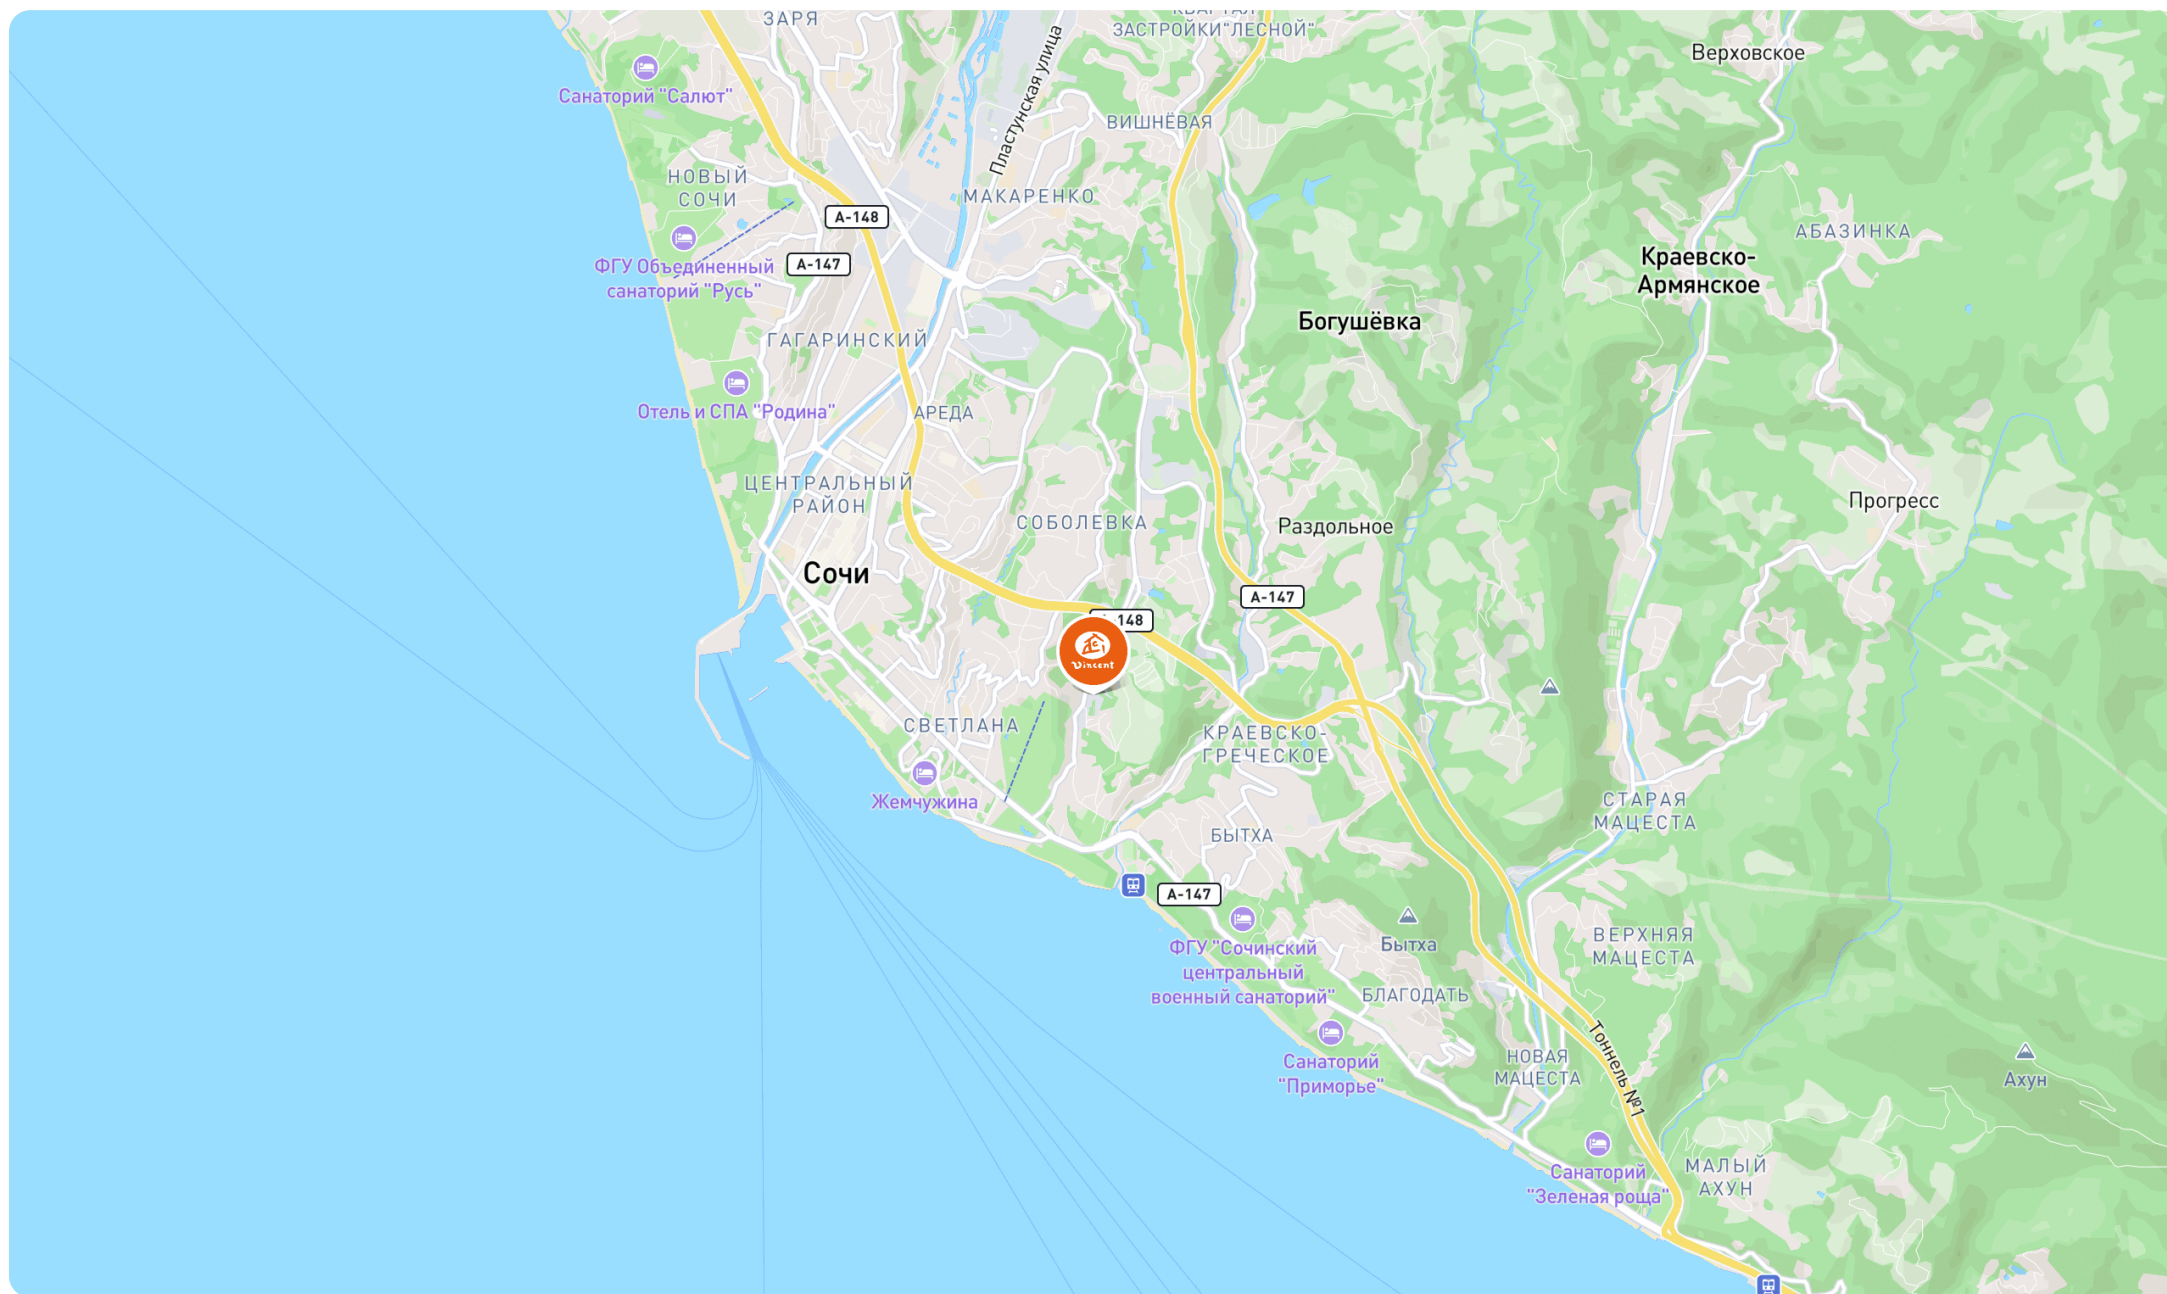 ЗАРЯ
КВАРТАЛ
ЗАСТРОЙКИ"ЛЕСНОЙ"
Верховское
Санаторий "Салют"
Пластунская улица
ВИШНЁВАЯ
НОВЫЙ
СОЧИ
МАКАРЕНКО
А-148
АБАЗИНКА
Краевско-
Армянское
А-147
ФГУ Объединенный
санаторий "Русь"
Богушёвка
ГАГАРИНСКИЙ
Отель и СПА "Родина"
АРЕДА
ЦЕНТРАЛЬНЫЙ
РАЙОН
Прогресс
СОБОЛЕВКА
Раздольное
Сочи
А-147
-148
Vincent
СВЕТЛАНА
КРАЕВСКО-
ГРЕЧЕСКОЕ
Жемчужина
СТАРАЯ
МАЦЕСТА
БЫТХА
А-147
ФГУ "Сочинский
центральный
военный санаторий"
Бытха
ВЕРХНЯЯ
МАЦЕСТА
БЛАГОДАТЬ
Санаторий
"Приморье"
НОВАЯ
МАЦЕСТА
Тоннель №1
Ахун
Санаторий
"Зеленая роща"
МАЛЫЙ
АХУН